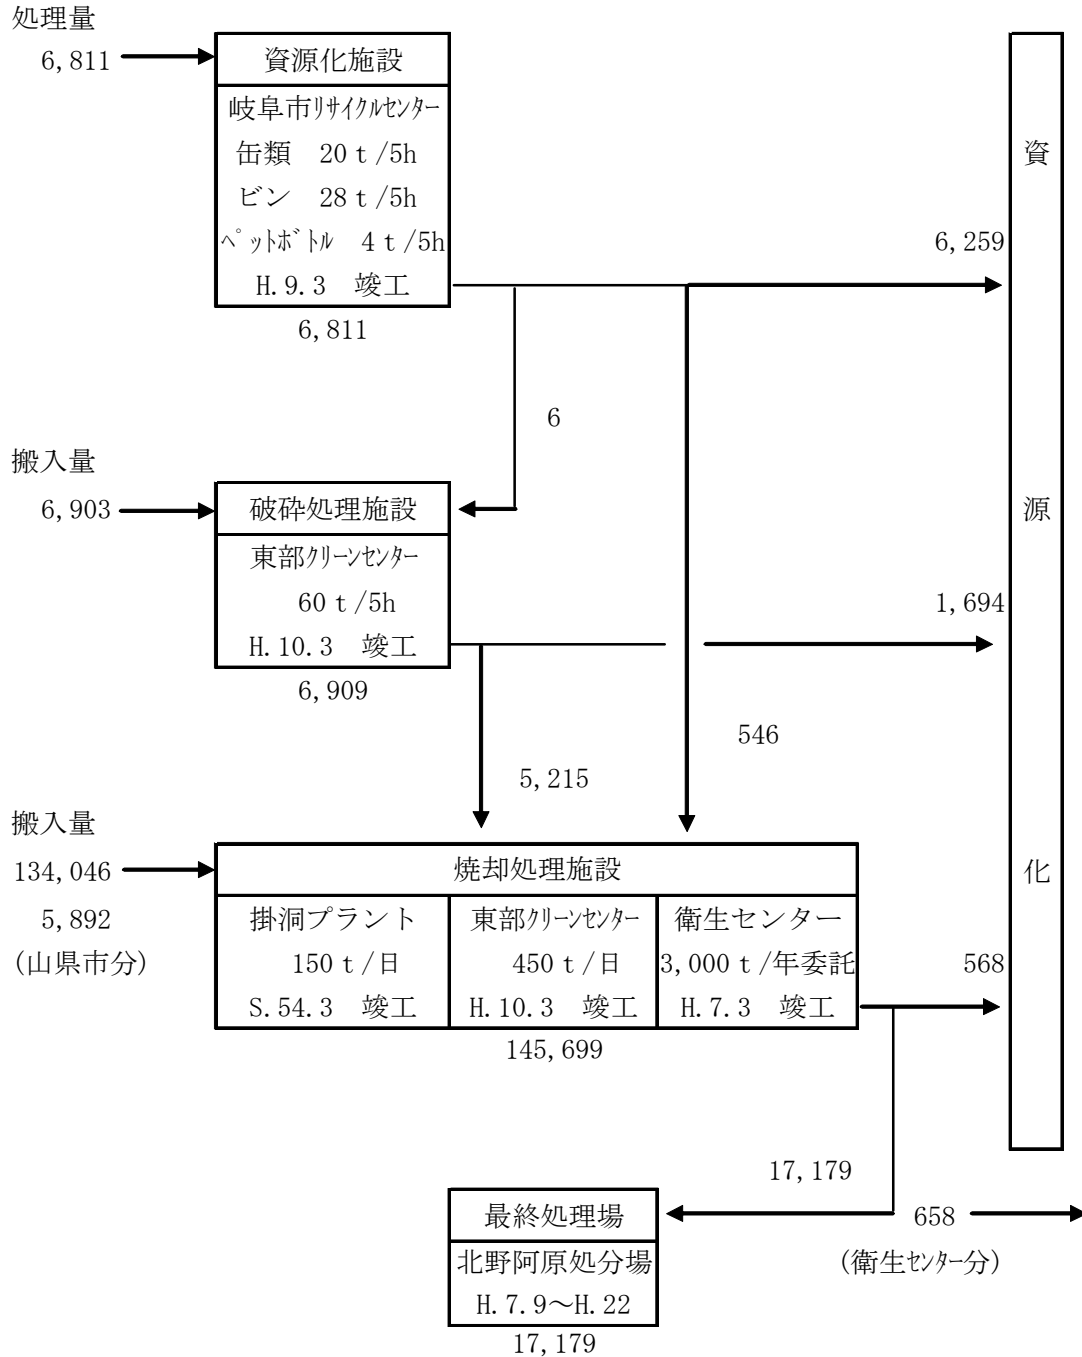 処理量
6,811
資源化施設
岐阜市ﾘｻｲｸﾙｾﾝﾀｰ
缶類　20ｔ/5h
ビン　28ｔ/5h
ﾍﾟｯﾄﾎﾞﾄﾙ　4ｔ/5h
H.9.3　竣工
6,811
6,259
6
搬入量
6,903
破砕処理施設
東部ｸﾘｰﾝｾﾝﾀｰ
60ｔ/5h
H.10.3　竣工
6,909
1,694
546
5,215
搬入量
134,046
5,892
(山県市分)
焼却処理施設
掛洞プラント
150ｔ/日
S.54.3　竣工
東部ｸﾘｰﾝｾﾝﾀｰ
450ｔ/日
H.10.3　竣工
衛生センター
3,000ｔ/年委託
H.7.3　竣工
145,699
568
資
源
化
17,179
658
(衛生ｾﾝﾀｰ分)
最終処理場
北野阿原処分場
H.7.9～H.22
17,179